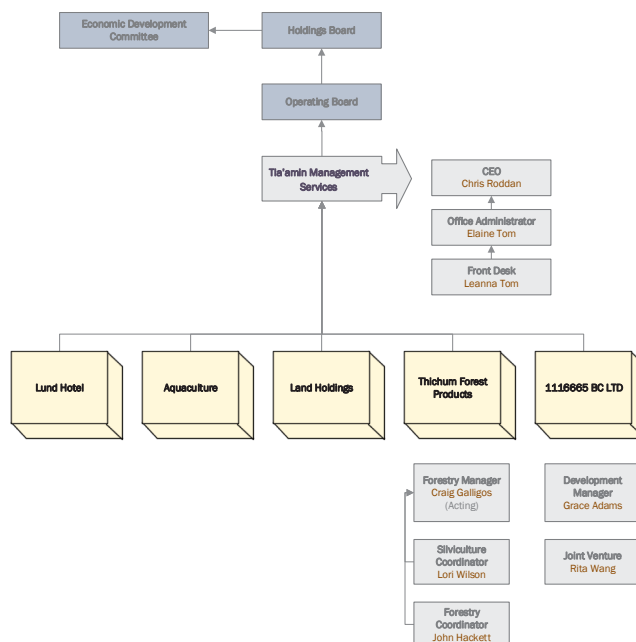 Economic Development
Committee
Holdings Board
Operating Board
Tla'amin Management
Services
CEO
Chris Roddan
Office Administrator
Elaine Tom
Front Desk
Leanna Tom
Lund Hotel
Aquaculture
Land Holdings
Thichum Forest
Products
1116665 BC LTD
Forestry Manager
Craig Galligos
(Acting)
Development
Manager
Grace Adams
Silviculture
Coordinator
Lori Wilson
Joint Venture
Rita Wang
Forestry
Coordinator
John Hackett